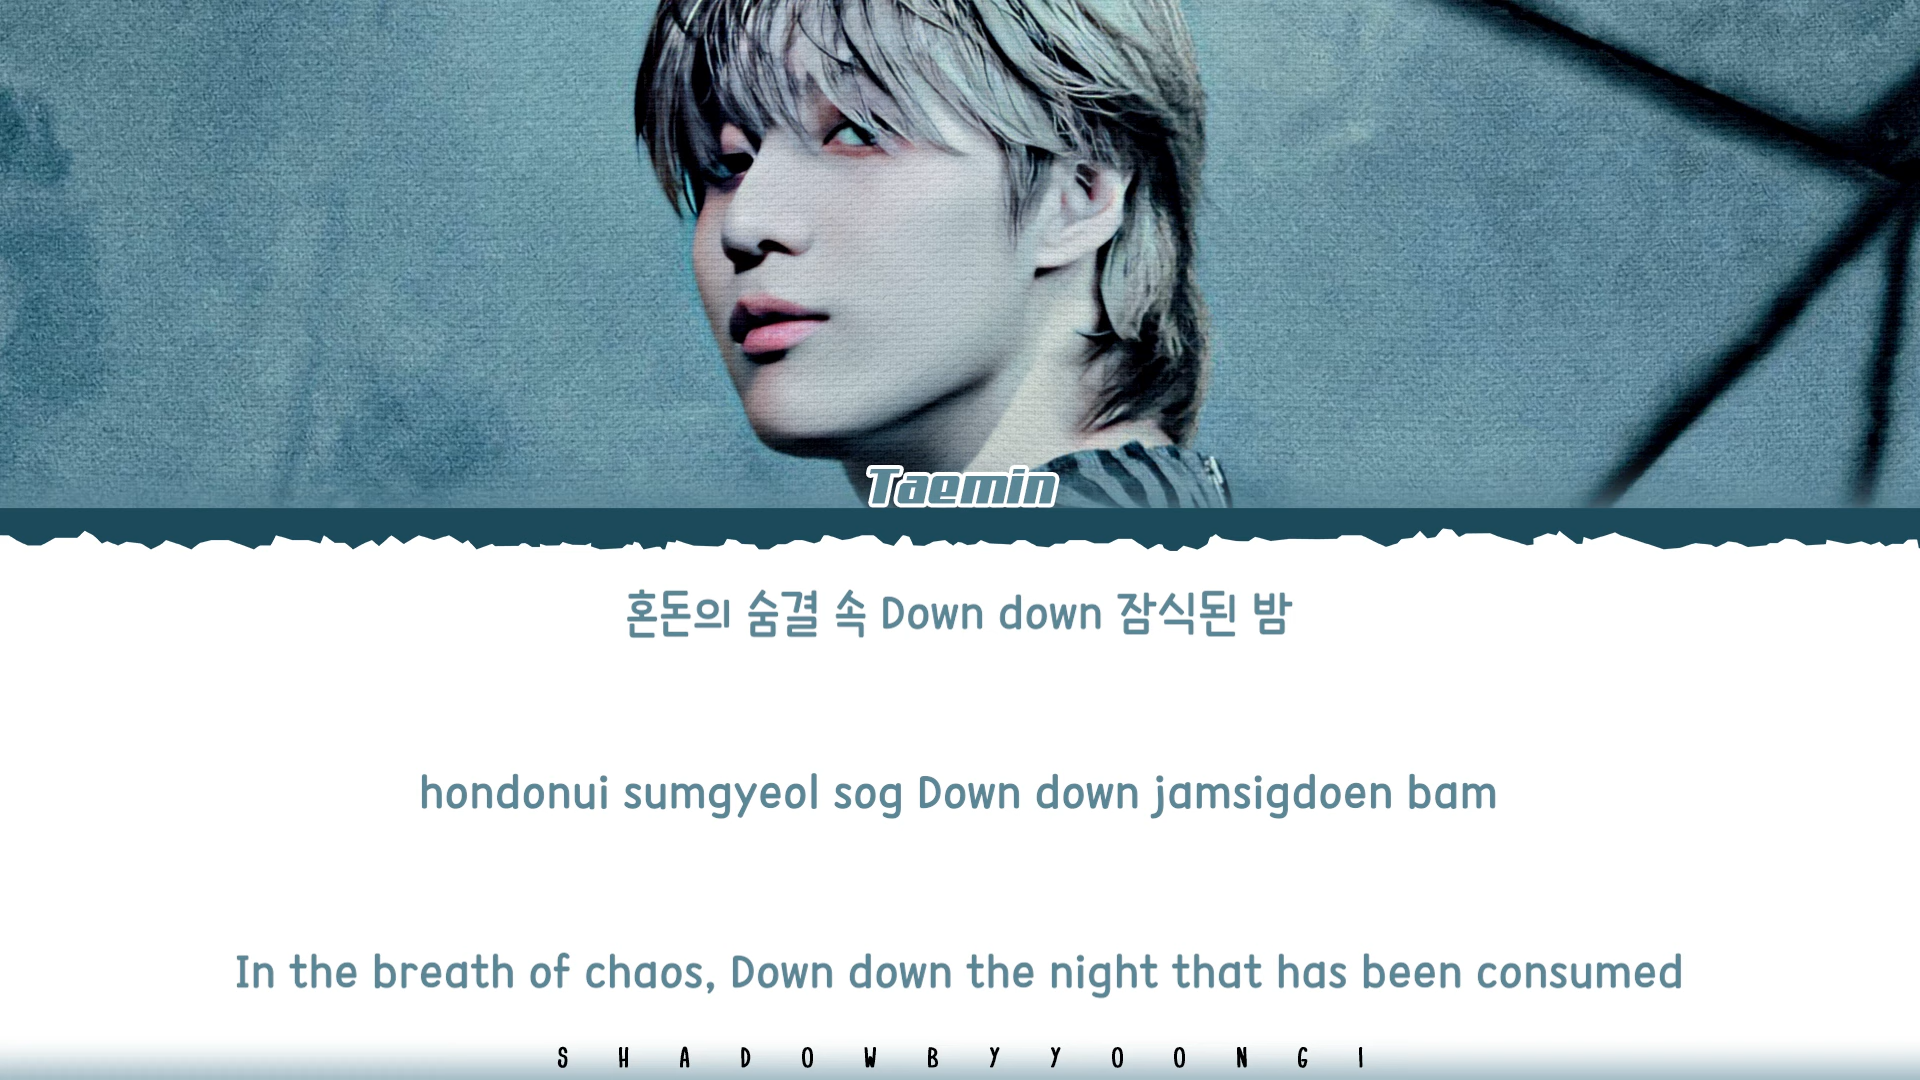 Taemin
혼돈의 숨결 속 Down down 잠식된 밤
hondonui sumgyeol sog Down down jamsigdoen bam
In the breath of chaos, Down down the night that has been consumed
S H A D O W B Y Y O O N G I